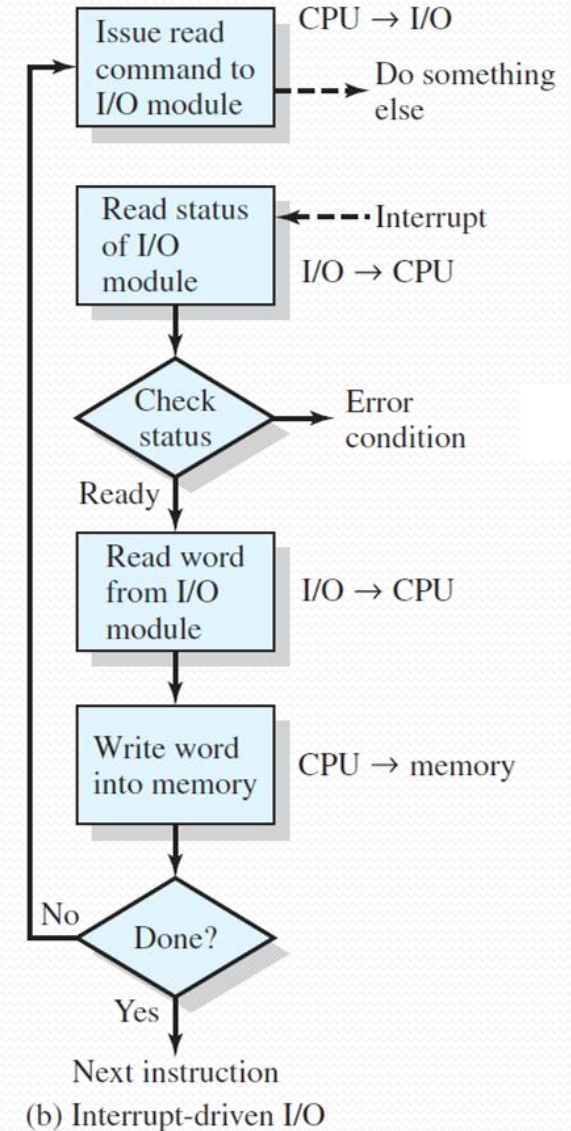 Issue read
command to
I/O module
CPU → I/O
Do something
else
Read status
of I/O
module
Interrupt
I/O → CPU
Check
status
Error
condition
Ready
Read word
from I/O
module
I/O → CPU
Write word
into memory
CPU → memory
No
Done?
Yes
Next instruction
(b) Interrupt-driven I/O